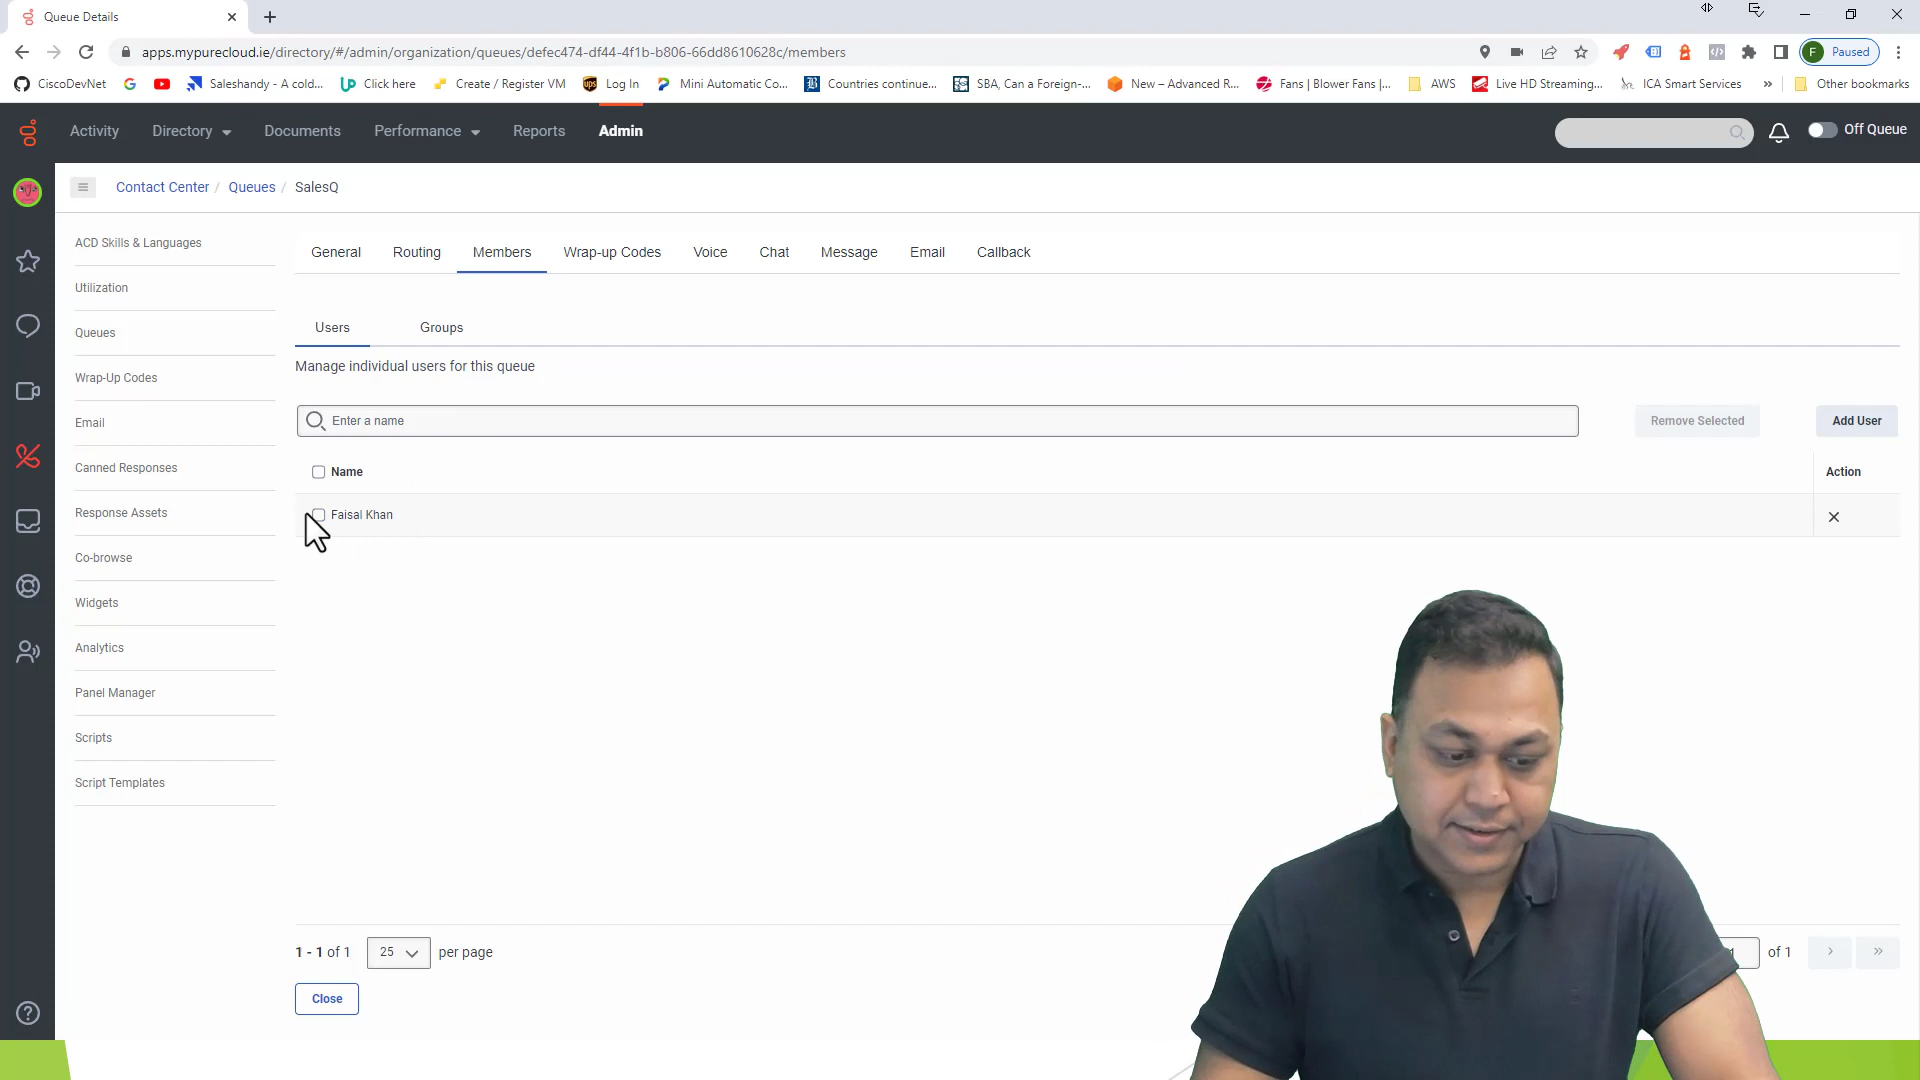 Queue Details
apps.mypurecloud.ie/directory/#/admin/organization/queues/defec474-df44-4f1b-b806-66dd8610628c/members
F Paused
CiscoDevNet
Saleshandy - A cold...
Click here
Create / Register VM
ups Log In
Mini Automatic Co...
Countries continue...
SBA, Can a Foreign-...
New – Advanced R...
Fans | Blower Fans |...
AWS
Live HD Streaming...
ICA Smart Services
»
Other bookmarks
Activity
Directory
Documents
Performance
Reports
Admin
Off Queue
Contact Center / Queues / SalesQ
ACD Skills & Languages
Utilization
Queues
Wrap-Up Codes
Email
Canned Responses
Response Assets
Co-browse
Widgets
Analytics
Panel Manager
Scripts
Script Templates
General
Routing
Members
Wrap-up Codes
Voice
Chat
Message
Email
Callback
Users
Groups
Manage individual users for this queue
Enter a name
Remove Selected
Add User
Name
Action
Faisal Khan
1 - 1 of 1
25
per page
of 1
Close